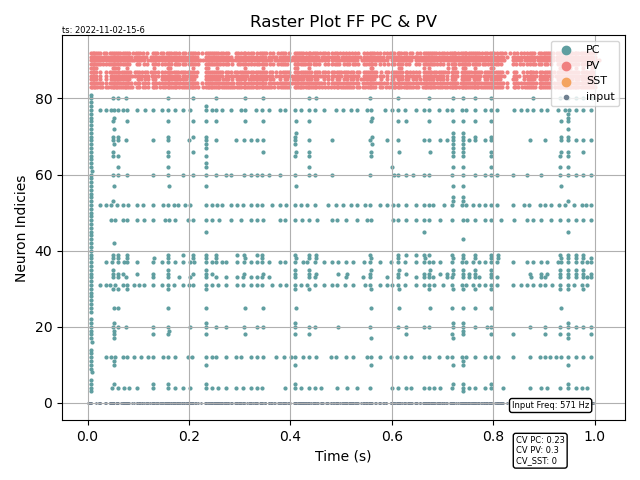 Raster Plot FF PC & PV
ts: 2022-11-02-15-6
PC
PV
SST
input
80
60
40
20
0
Neuron Indicies
Input Freq: 571 Hz
0.0 0.2 0.4 0.6 0.8 1.0
Time (s)
CV PC: 0.23
CV PV: 0.3
CV_SST: 0